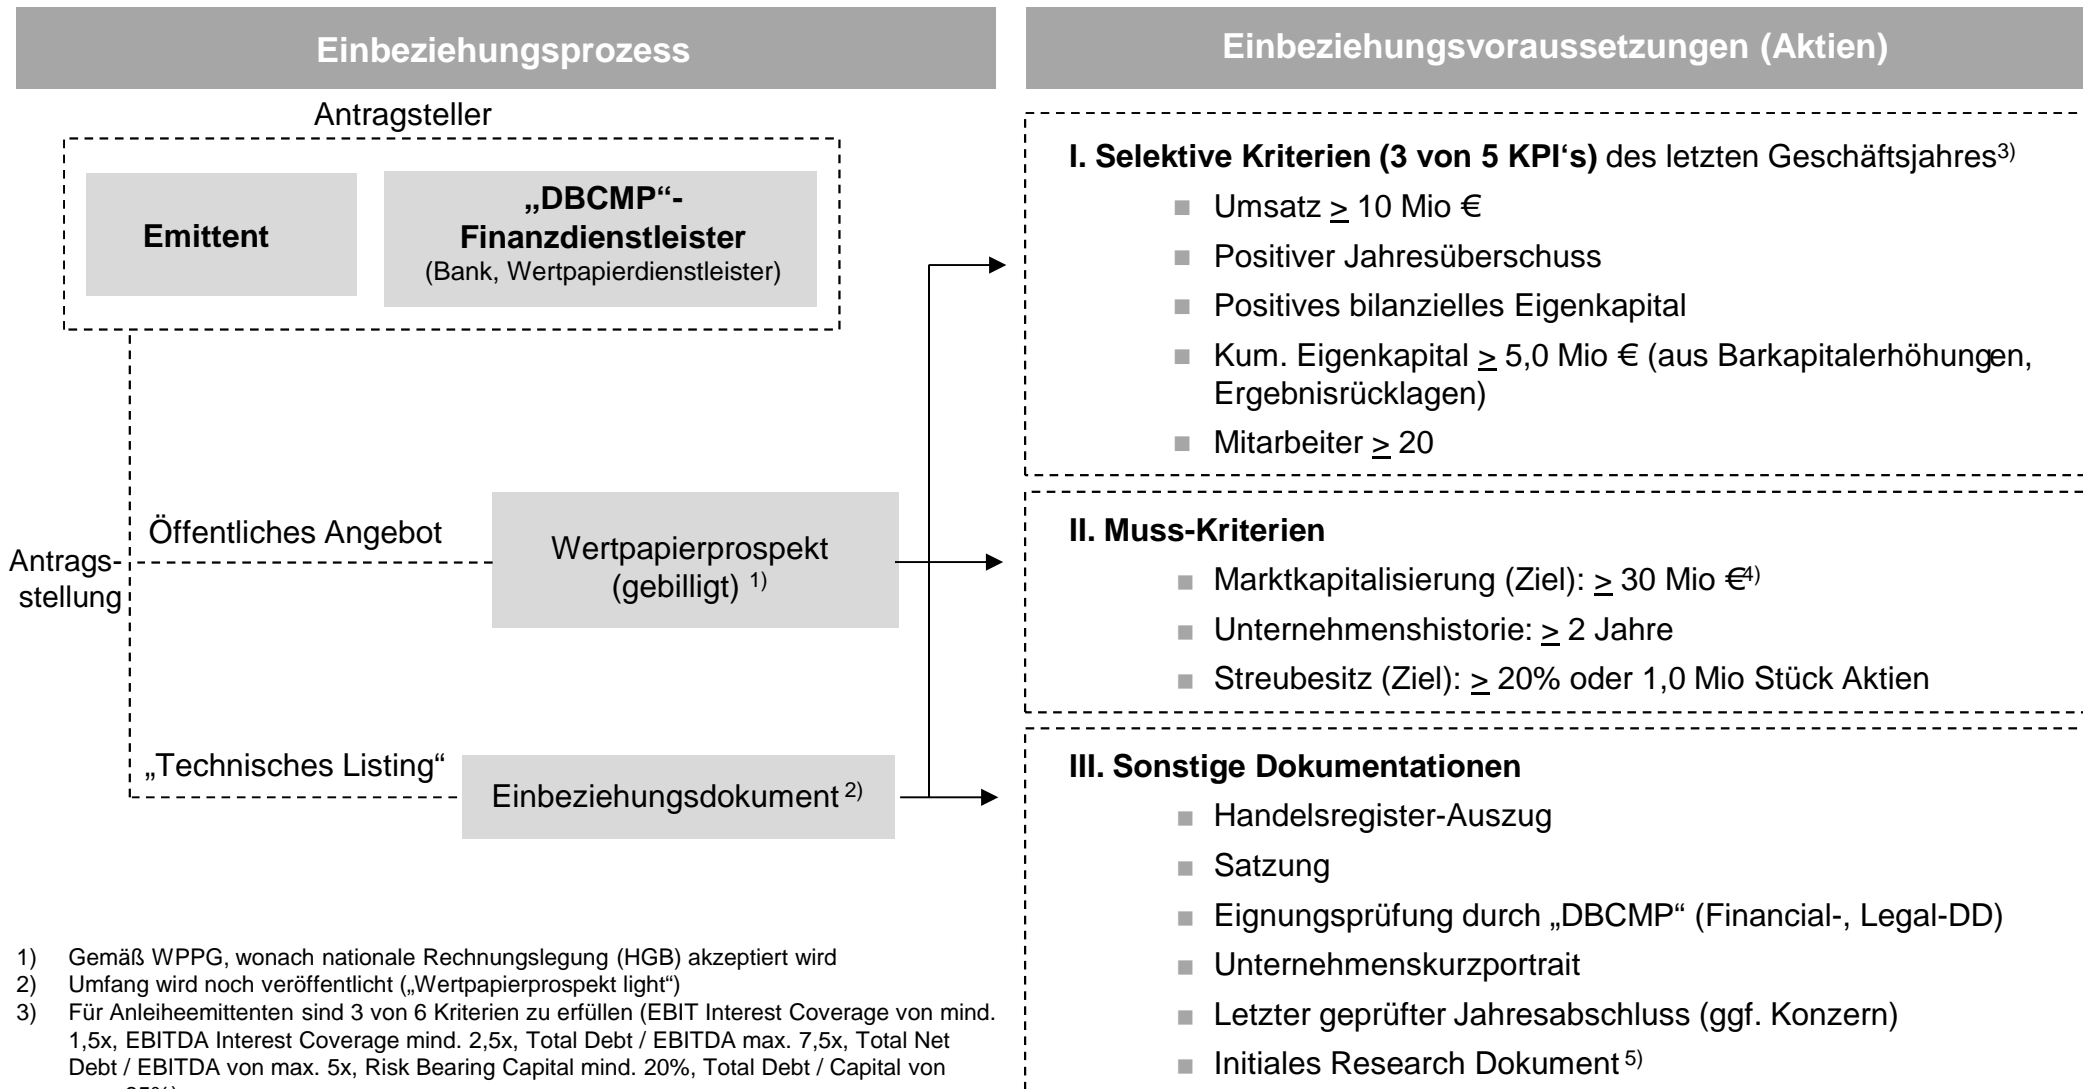 Einbeziehungsprozess
Antragsteller
Emittent
„DBCMP“-
Finanzdienstleister
(Bank, Wertpapierdienstleister)
Antrags-
stellung
Öffentliches Angebot
Wertpapierprospekt
(gebilligt) 1)
„Technisches Listing“
Einbeziehungsdokument 2)
1) Gemäß WPPG, wonach nationale Rechnungslegung (HGB) akzeptiert wird
2) Umfang wird noch veröffentlicht („Wertpapierprospekt light“)
3) Für Anleiheemittenten sind 3 von 6 Kriterien zu erfüllen (EBIT Interest Coverage von mind.
1,5x, EBITDA Interest Coverage mind. 2,5x, Total Debt / EBITDA max. 7,5x, Total Net
Debt / EBITDA von max. 5x, Risk Bearing Capital mind. 20%, Total Debt / Capital von
Einbeziehungsvoraussetzungen (Aktien)
I. Selektive Kriterien (3 von 5 KPI‘s) des letzten Geschäftsjahres3)
Umsatz ≥ 10 Mio €
Positiver Jahresüberschuss
Positives bilanzielles Eigenkapital
Kum. Eigenkapital ≥ 5,0 Mio € (aus Barkapitalerhöhungen,
Ergebnisrücklagen)
Mitarbeiter ≥ 20
II. Muss-Kriterien
Marktkapitalisierung (Ziel): ≥ 30 Mio €4)
Unternehmenshistorie: ≥ 2 Jahre
Streubesitz (Ziel): ≥ 20% oder 1,0 Mio Stück Aktien
III. Sonstige Dokumentationen
Handelsregister-Auszug
Satzung
Eignungsprüfung durch „DBCMP“ (Financial-, Legal-DD)
Unternehmenskurzportrait
Letzter geprüfter Jahresabschluss (ggf. Konzern)
Initiales Research Dokument 5)